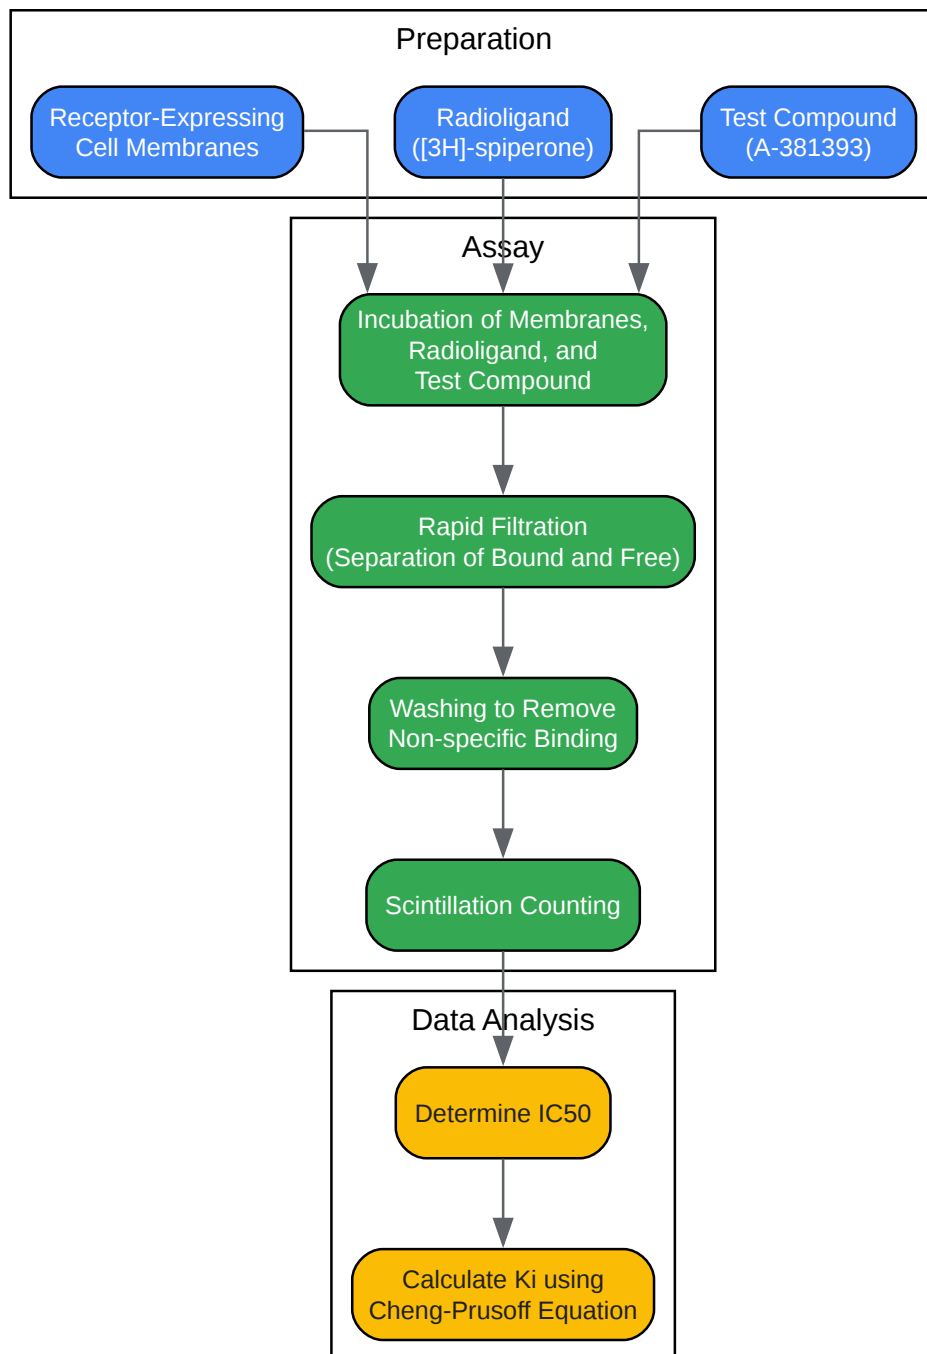 Preparation
Receptor-Expressing
Cell Membranes
Radioligand
([3H]-spiperone)
Test Compound
(A-381393)
Assay
Incubation of Membranes,
Radioligand, and
Test Compound
Rapid Filtration
(Separation of Bound and Free)
Washing to Remove
Non-specific Binding
Scintillation Counting
Data Analysis
Determine IC50
Calculate Ki using
Cheng-Prusoff Equation